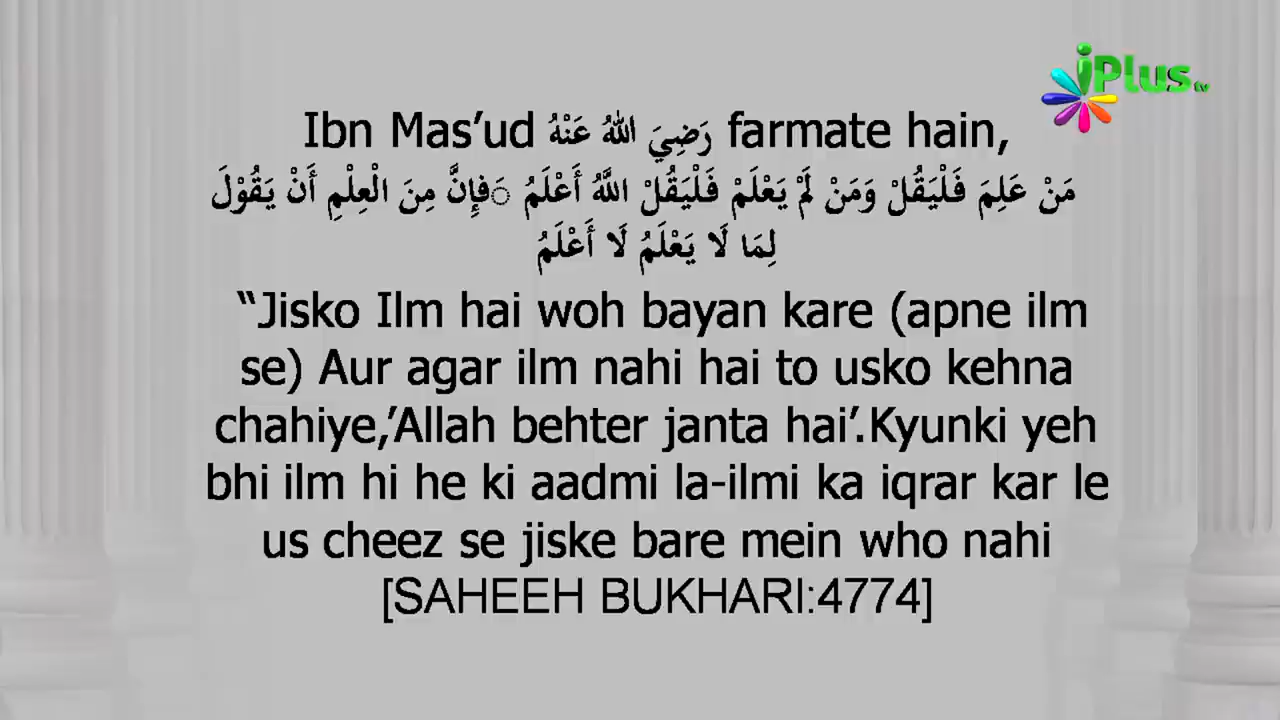 iPlus tv
Ibn Mas’ud رَضِيَ اللهُ عَنْهُ farmate hain,
مَنْ عَلِمَ فَلْيَقُلْ وَمَنْ لَمْ يَعْلَمْ فَلْيَقُلْ اللَّهُ أَعْلَمُ َفإِنَّ مِنَ الْعِلْمِ أَنْ يَقُوْلَ
لِمَا لَا يَعْلَمُ لَا أَعْلَمُ
“Jisko Ilm hai woh bayan kare (apne ilm
se) Aur agar ilm nahi hai to usko kehna
chahiye,’Allah behter janta hai’.Kyunki yeh
bhi ilm hi he ki aadmi la-ilmi ka iqrar kar le
us cheez se jiske bare mein who nahi
[SAHEEH BUKHARI:4774]